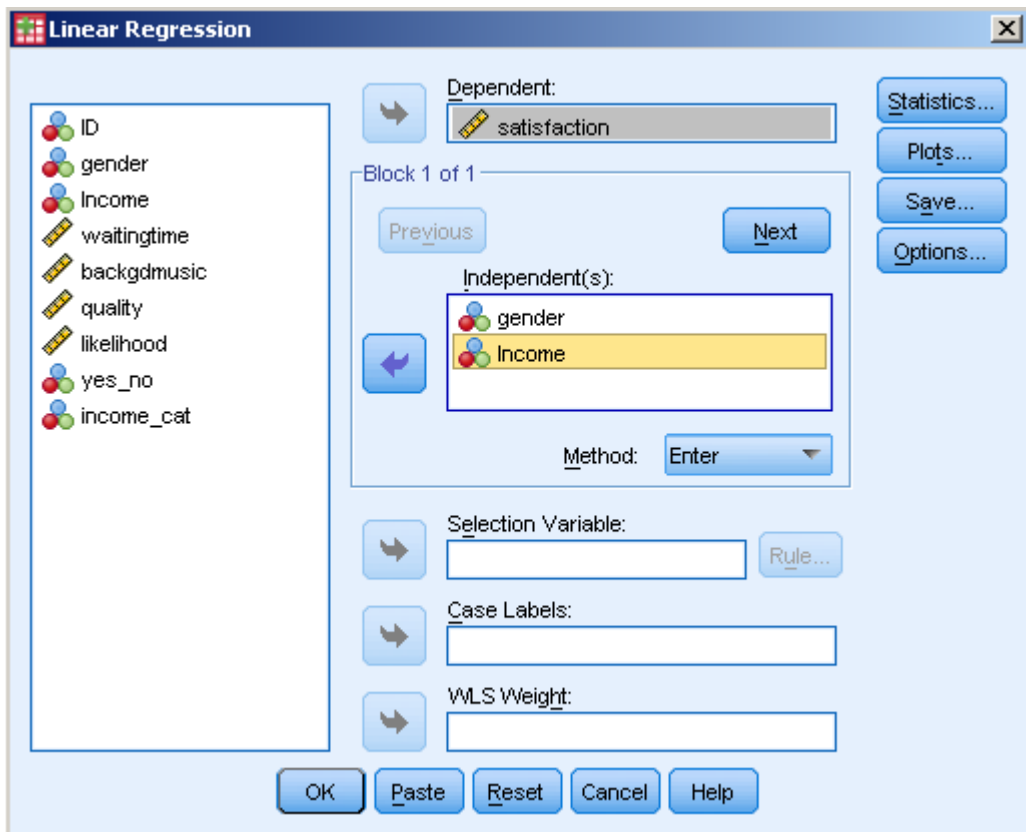 Linear Regression
ID
gender
Income
waitingtime
backgdmusic
quality
likelihood
yes_no
income_cat
Dependent:
satisfaction
Block 1 of 1
Previous
Next
Independent(s):
gender
Income
Method:
Enter
Selection Variable:
Rule...
Case Labels:
WLS Weight:
Statistics...
Plots...
Save...
Options...
OK
Paste
Reset
Cancel
Help